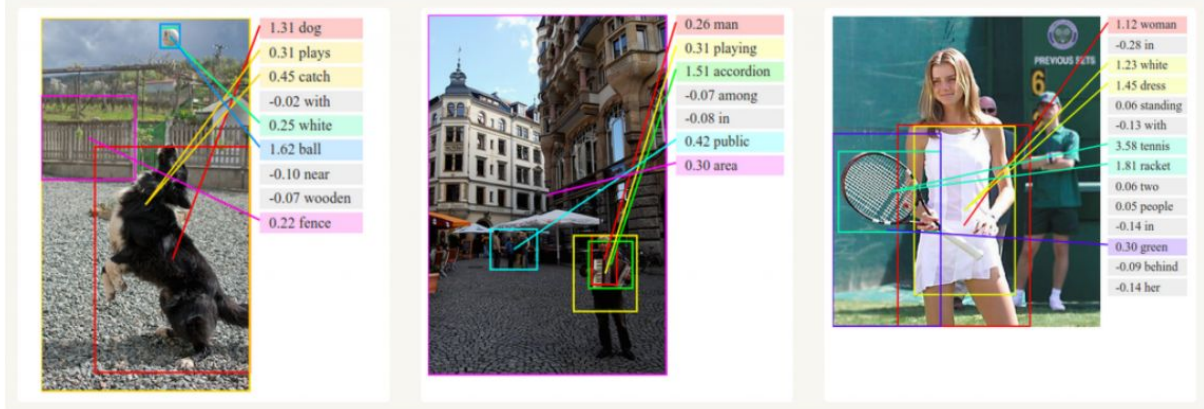 1.31 dog
0.31 plays
0.45 catch
-0.02 with
0.25 white
1.62 ball
-0.10 near
-0.07 wooden
0.22 fence
0.26 man
0.31 playing
1.51 accordion
-0.07 among
-0.08 in
0.42 public
0.30 area
PREVIOUS SETS
6
1.12 woman
-0.28 in
1.23 white
1.45 dress
0.06 standing
-0.13 with
3.58 tennis
1.81 racket
0.06 two
0.05 people
-0.14 in
0.30 green
-0.09 behind
-0.14 her